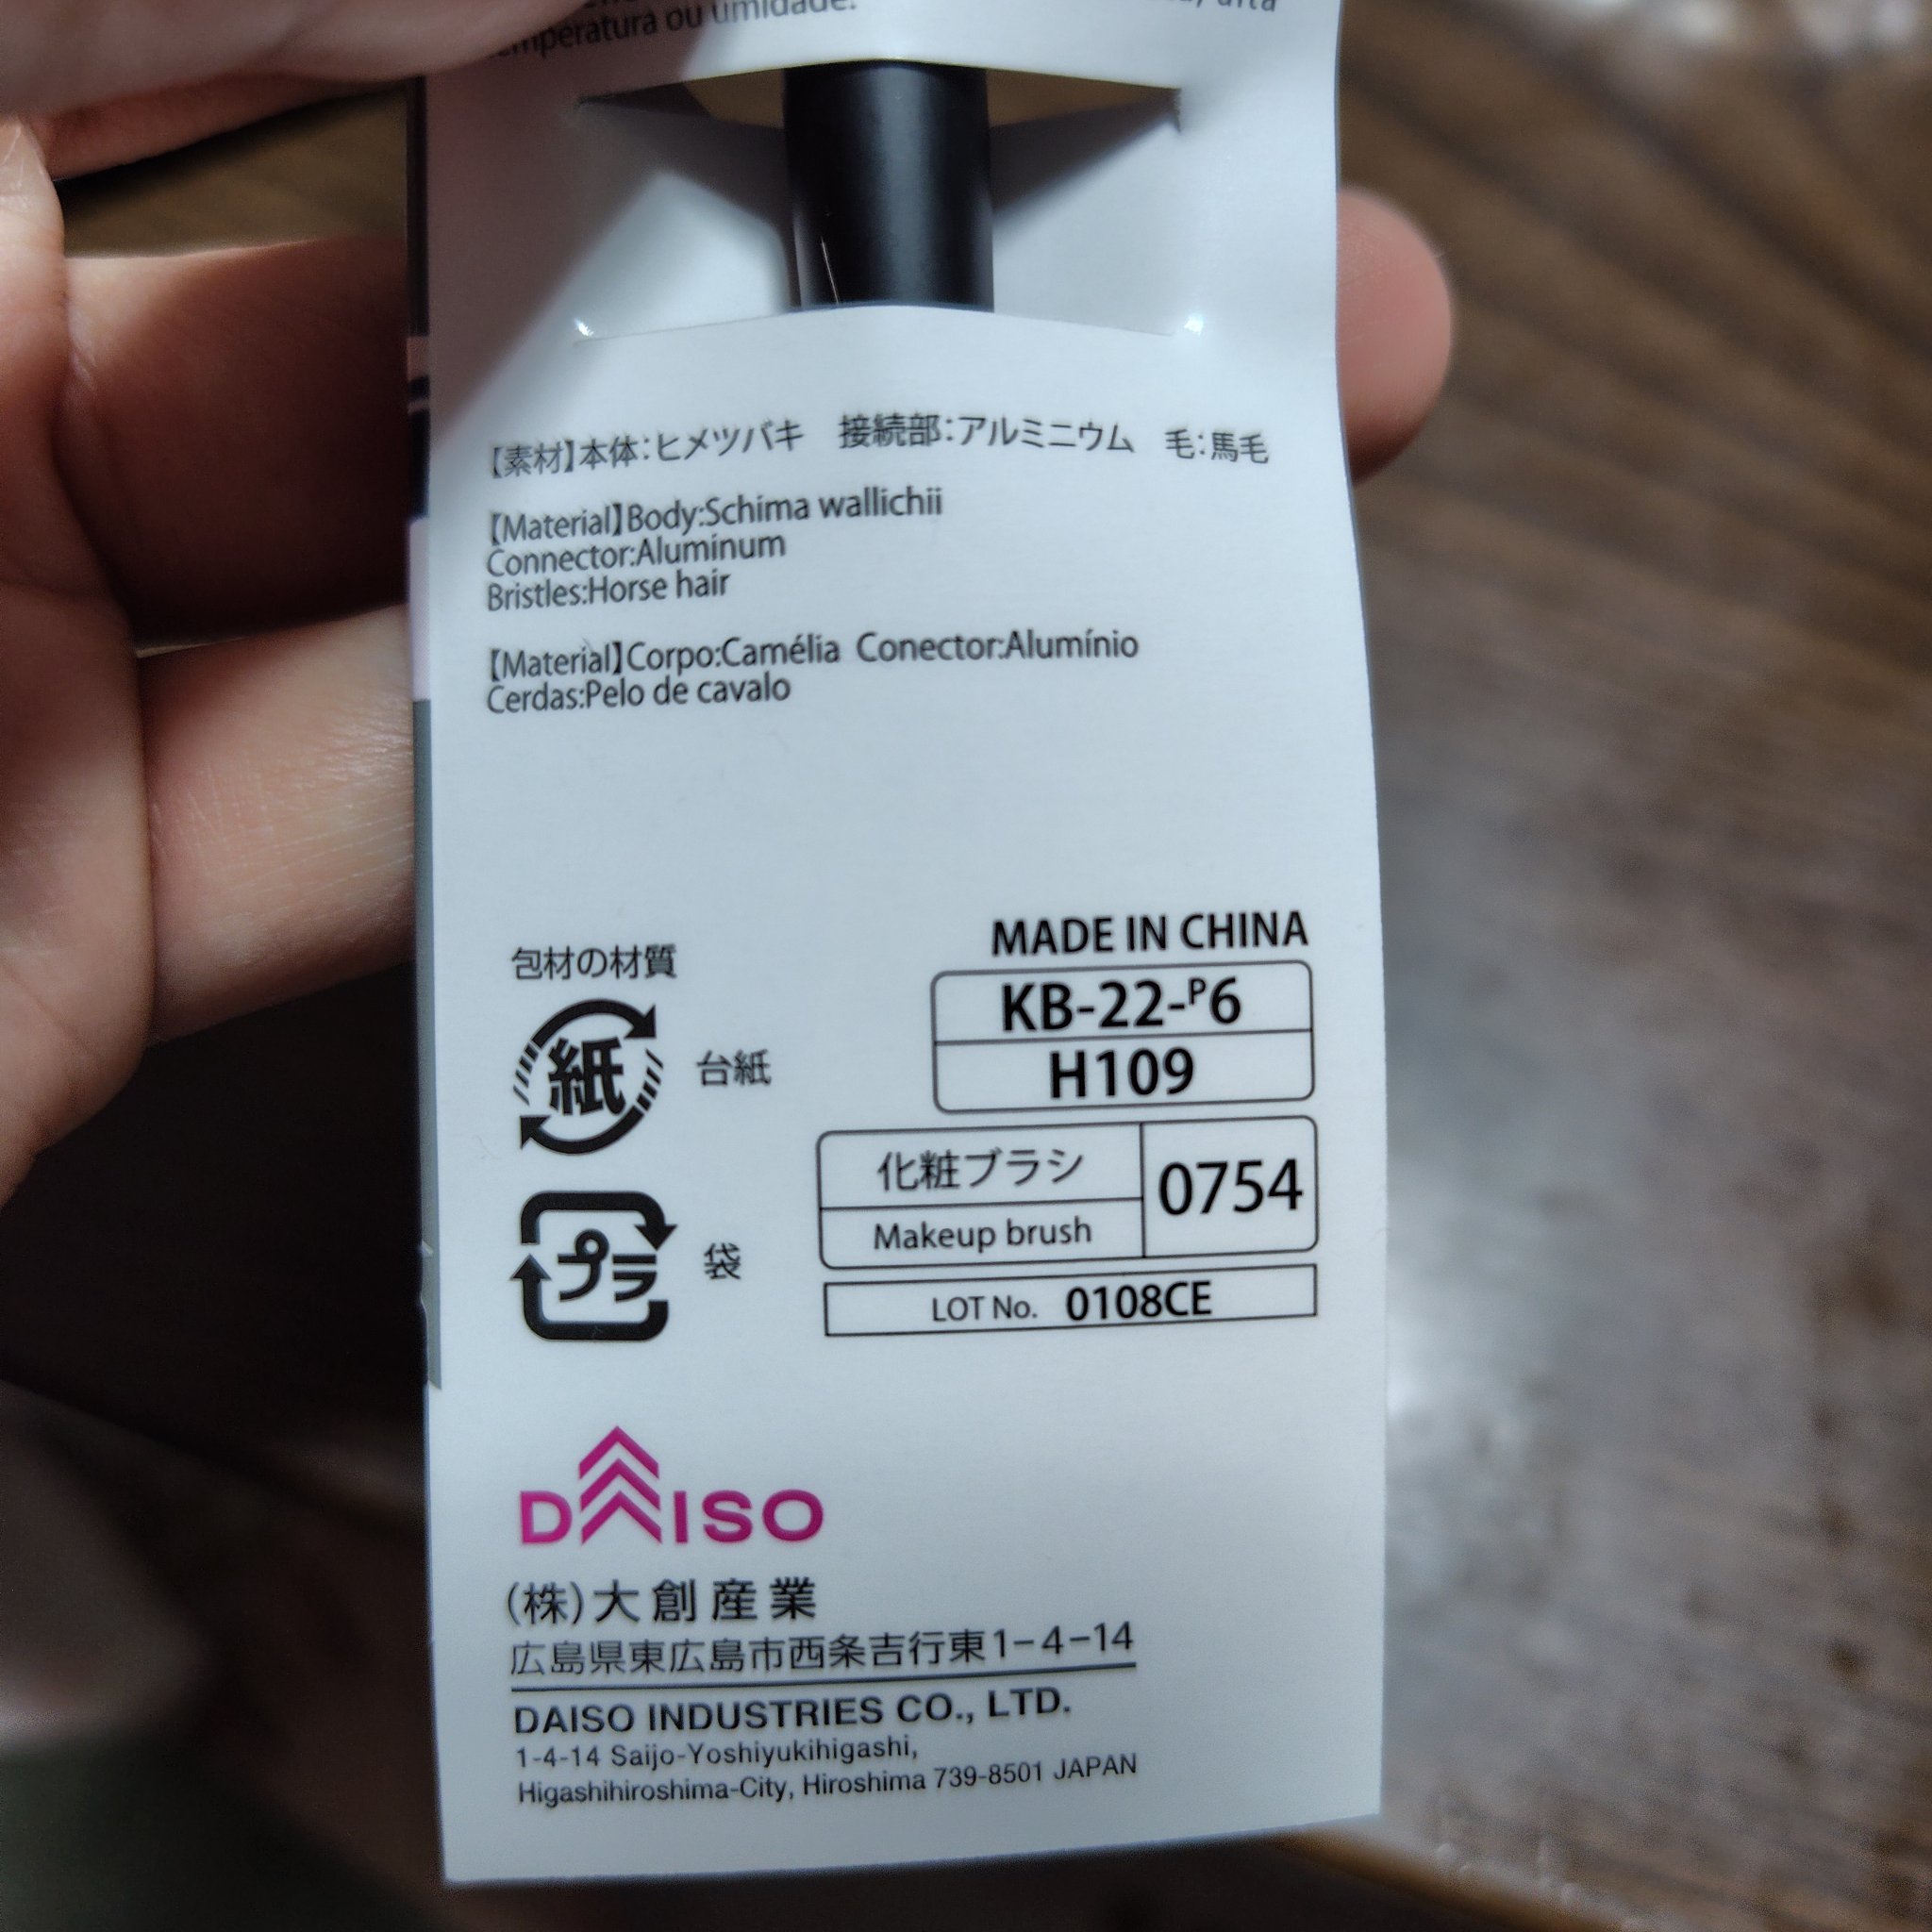 temperatura ou umidade.
【素材】本体:ヒメツバキ　接続部:アルミニウム　毛:馬毛
【Material】Body:Schima wallichii
Connector:Aluminum
Bristles:Horse hair
【Material】Corpo:Camélia Conector:Alumínio
Cerdas:Pelo de cavalo
MADE IN CHINA
KB-22-P6
H109
包材の材質
紙 台紙
プラ 袋
化粧ブラシ
Makeup brush
0754
LOT No. 0108CE
DAISO
(株)大創産業
広島県東広島市西条吉行東1-4-14
DAISO INDUSTRIES CO., LTD.
1-4-14 Saijo-Yoshiyukihigashi,
Higashihiroshima-City, Hiroshima 739-8501 JAPAN